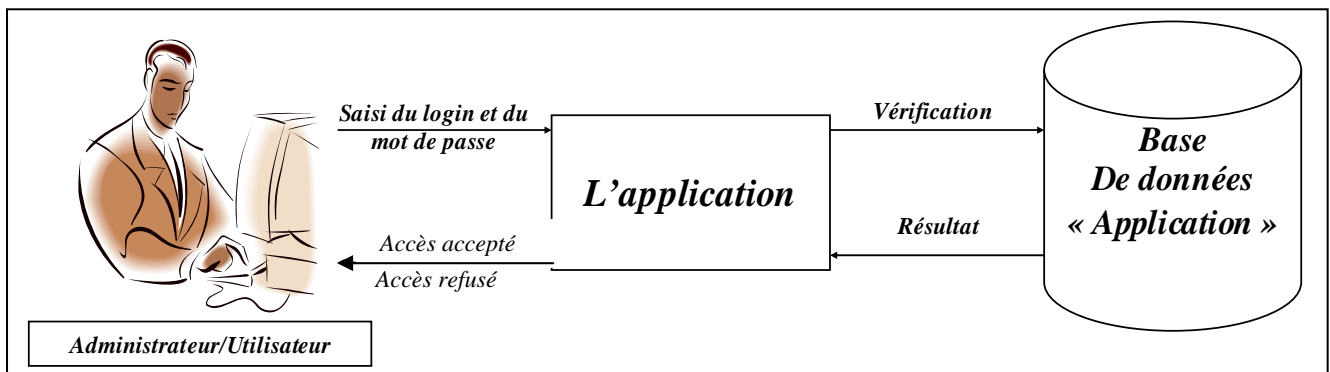 Saisi du login et du
mot de passe
Vérification
Base
De données
« Application »
L'application
Résultat
Accès accepté
Accès refusé
Administrateur/Utilisateur